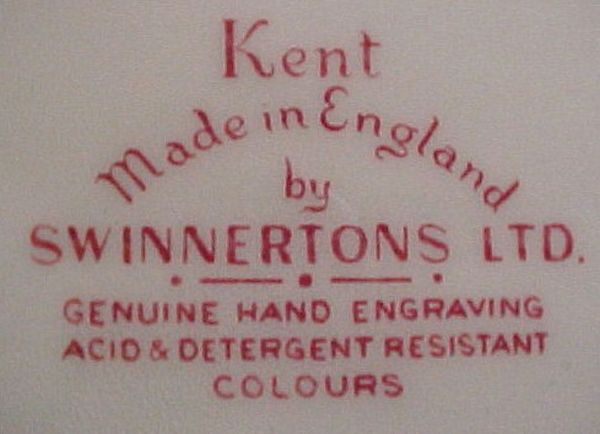 Kent
Made in England
by
SWINNERTONS LTD.
GENUINE HAND ENGRAVING
ACID & DETERGENT RESISTANT
COLOURS